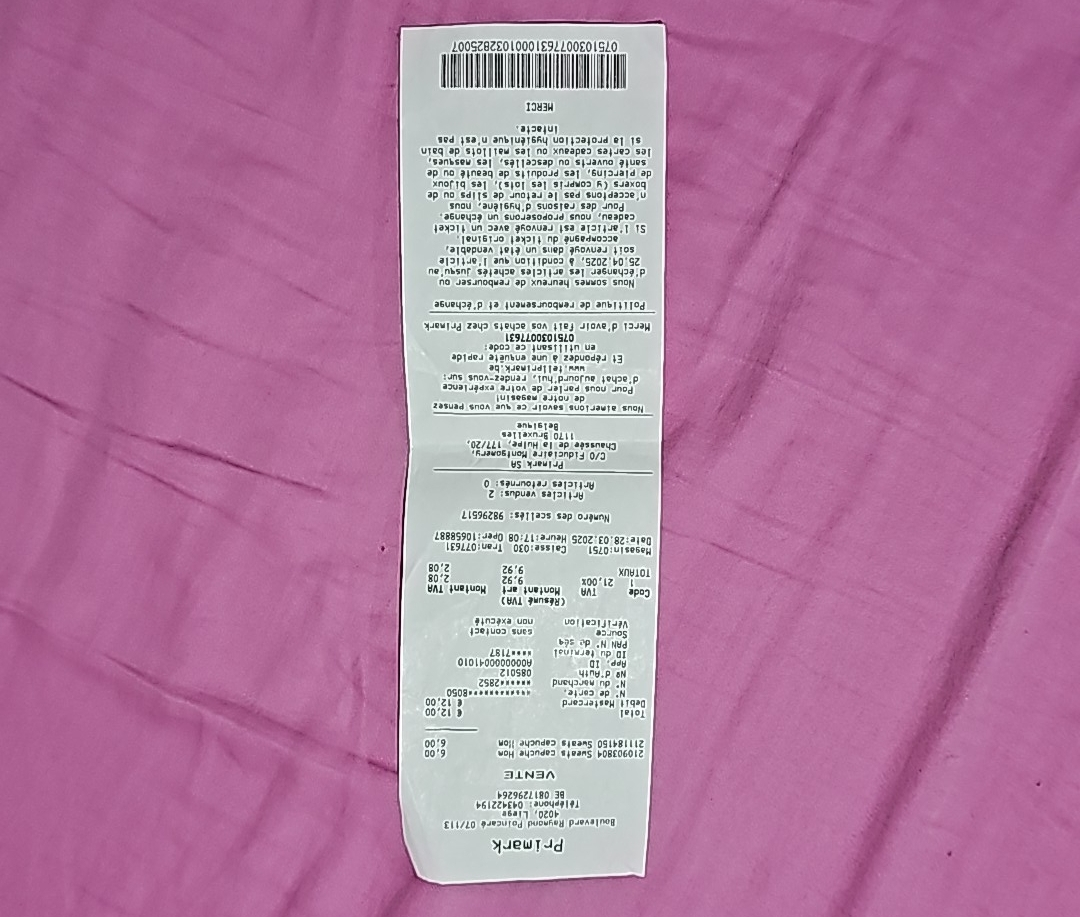 Primark
Boulevard Raymond Poincaré 07/113
4020, Liege
Téléphone: 043422194
BE 0817296264
VENTE
210903804 Sweats capuche Hom 6,00
211184150 Sweats capuche Hom 6,00
Total € 12,00
Debit Mastercard € 12,00
N° de carte. ************8050
N° du marchand ******2852
N° d'Auth 085012
App. ID. A0000000041010
ID du terminal ****7187
PAN N° de séq
Source sans contact
Vérification non exécuté
(Résumé TVA)
Code TVA Montant art Montant TVA
1 21,00% 9,92 2,08
TOTAUX 9,92 2,08
Magasin:0751 Caisse:030 Tran:077631
Date:28.03.2025 Heure:17:08 Oper:10658887
Numéro des scellés: 98296517
Articles vendus: 2
Articles retournés: 0
Primark SA
C/O Fiduciaire Montgomery,
Chaussée de la Hulpe, 177/20,
1170 Bruxelles
Belgique
Nous aimerions savoir ce que vous pensez
de notre magasin!
Pour nous parler de votre expérience
d'achat aujourd'hui, rendez-vous sur:
www.tellprimark.be
Et répondez à une enquête rapide
en utilisant ce code:
0751030077631
Merci d'avoir fait vos achats chez Primark
Politique de remboursement et d'échange
Nous sommes heureux de rembourser ou
d'échanger les articles achetés jusqu'au
25.04.2025, à condition que l'article
soit renvoyé dans un état vendable,
accompagné du ticket original.
Si l'article est renvoyé avec un ticket
cadeau, nous proposerons un échange.
Pour des raisons d'hygiène, nous
n'acceptons pas le retour de slips ou de
boxers (y compris les lots), les bijoux
de piercing, les produits de beauté ou de
santé ouverts ou descellés, les masques,
les cartes cadeaux ou les maillots de bain
si la protection hygiénique n'est pas
intacte.
MERCI
07510300776310001032825007